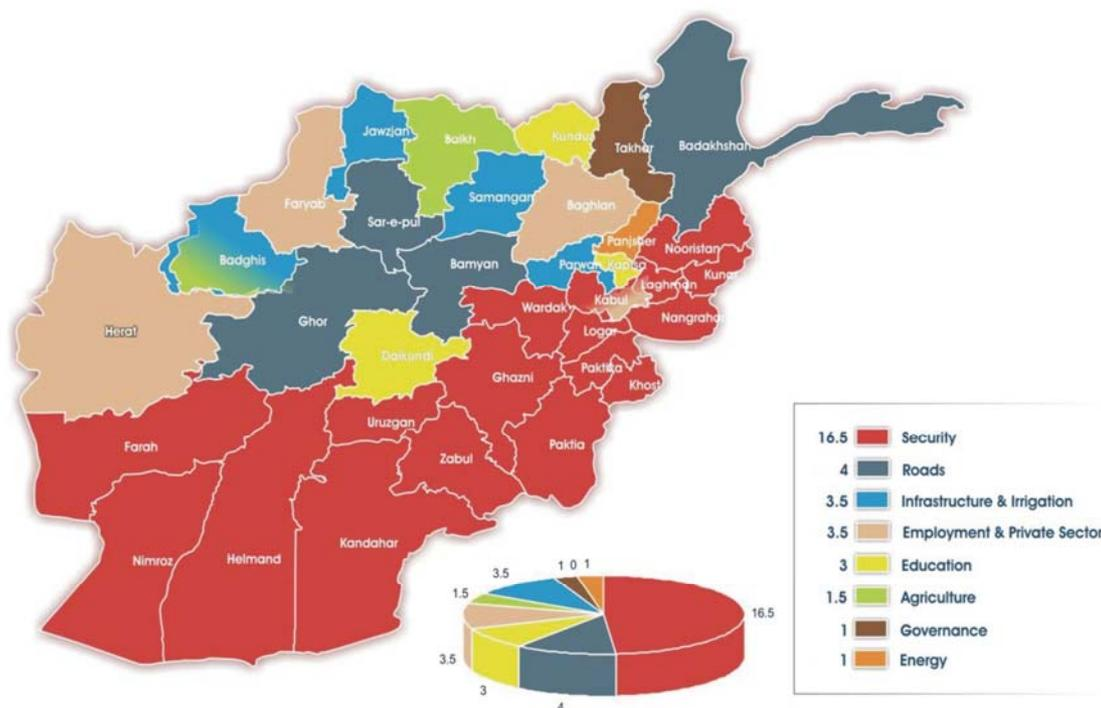 Jawzjan
Balkh
Kunduz
Takhar
Badakhshan
Faryab
Sar-e-pul
Samangan
Baghlan
Badghis
Bamyan
Parwan
Panjsher
Kapisa
Nooristan
Kunar
Laghman
Herat
Ghor
Wardak
Kabul
Nangrahar
Logar
Daikundi
Ghazni
Paktika
Khost
Farah
Uruzgan
Zabul
Paktia
Nimroz
Helmand
Kandahar
16.5 Security
4 Roads
3.5 Infrastructure & Irrigation
3.5 Employment & Private Sector
3 Education
1.5 Agriculture
1 Governance
1 Energy
3.5
1 0 1
1.5
16.5
3.5
3
4